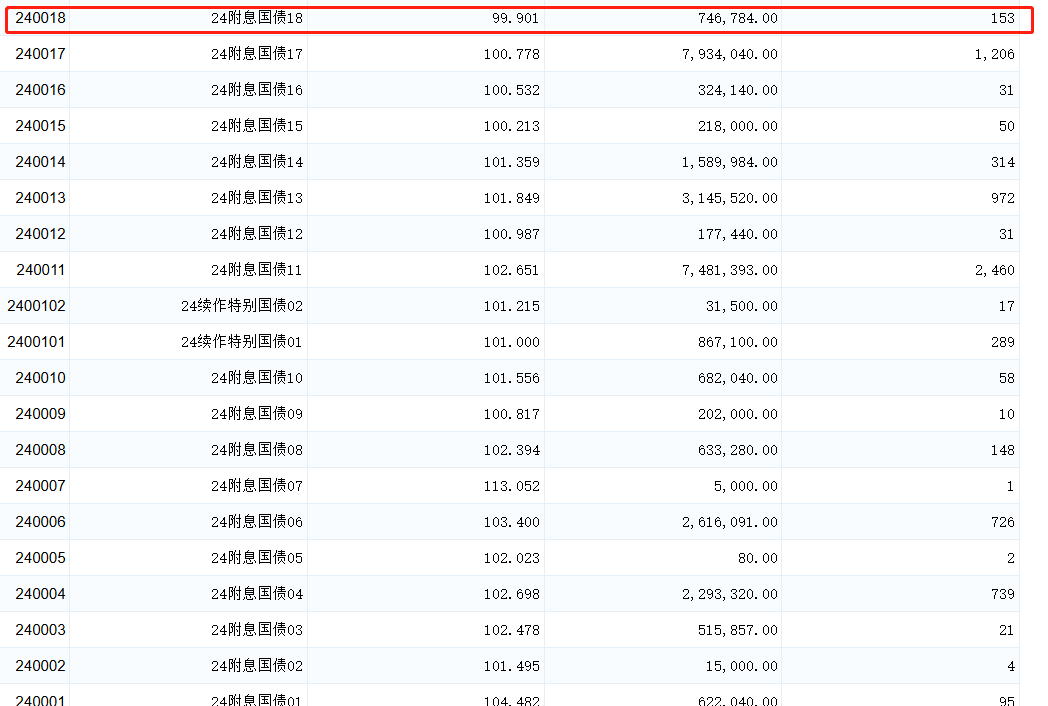 240018 24附息国债18 99.901 746,784.00 153
240017 24附息国债17 100.778 7,934,040.00 1,206
240016 24附息国债16 100.532 324,140.00 31
240015 24附息国债15 100.213 218,000.00 50
240014 24附息国债14 101.359 1,589,984.00 314
240013 24附息国债13 101.849 3,145,520.00 972
240012 24附息国债12 100.987 177,440.00 31
240011 24附息国债11 102.651 7,481,393.00 2,460
2400102 24续作特别国债02 101.215 31,500.00 17
2400101 24续作特别国债01 101.000 867,100.00 289
240010 24附息国债10 101.556 682,040.00 58
240009 24附息国债09 100.817 202,000.00 10
240008 24附息国债08 102.394 633,280.00 148
240007 24附息国债07 113.052 5,000.00 1
240006 24附息国债06 103.400 2,616,091.00 726
240005 24附息国债05 102.023 80.00 2
240004 24附息国债04 102.698 2,293,320.00 739
240003 24附息国债03 102.478 515,857.00 21
240002 24附息国债02 101.495 15,000.00 4
240001 24附息国债01 104.482 622,040.00 95